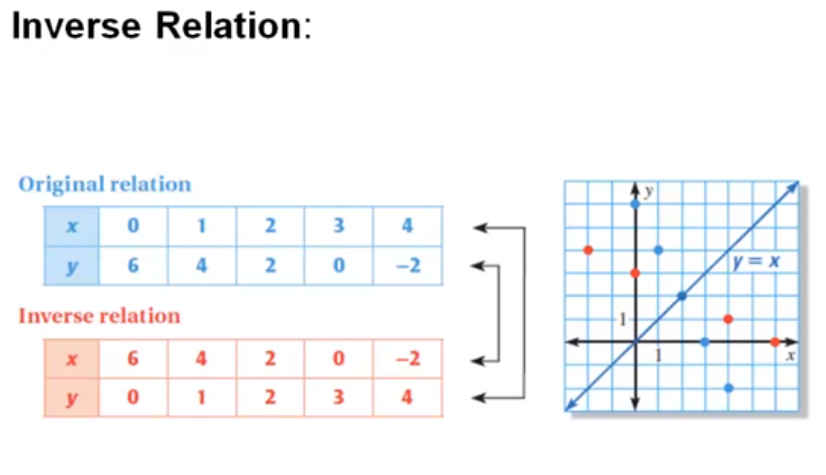 Inverse Relation:
Original relation
x 0 1 2 3 4
y 6 4 2 0 −2
Inverse relation
x 6 4 2 0 −2
y 0 1 2 3 4
y
y = x
1
1
x